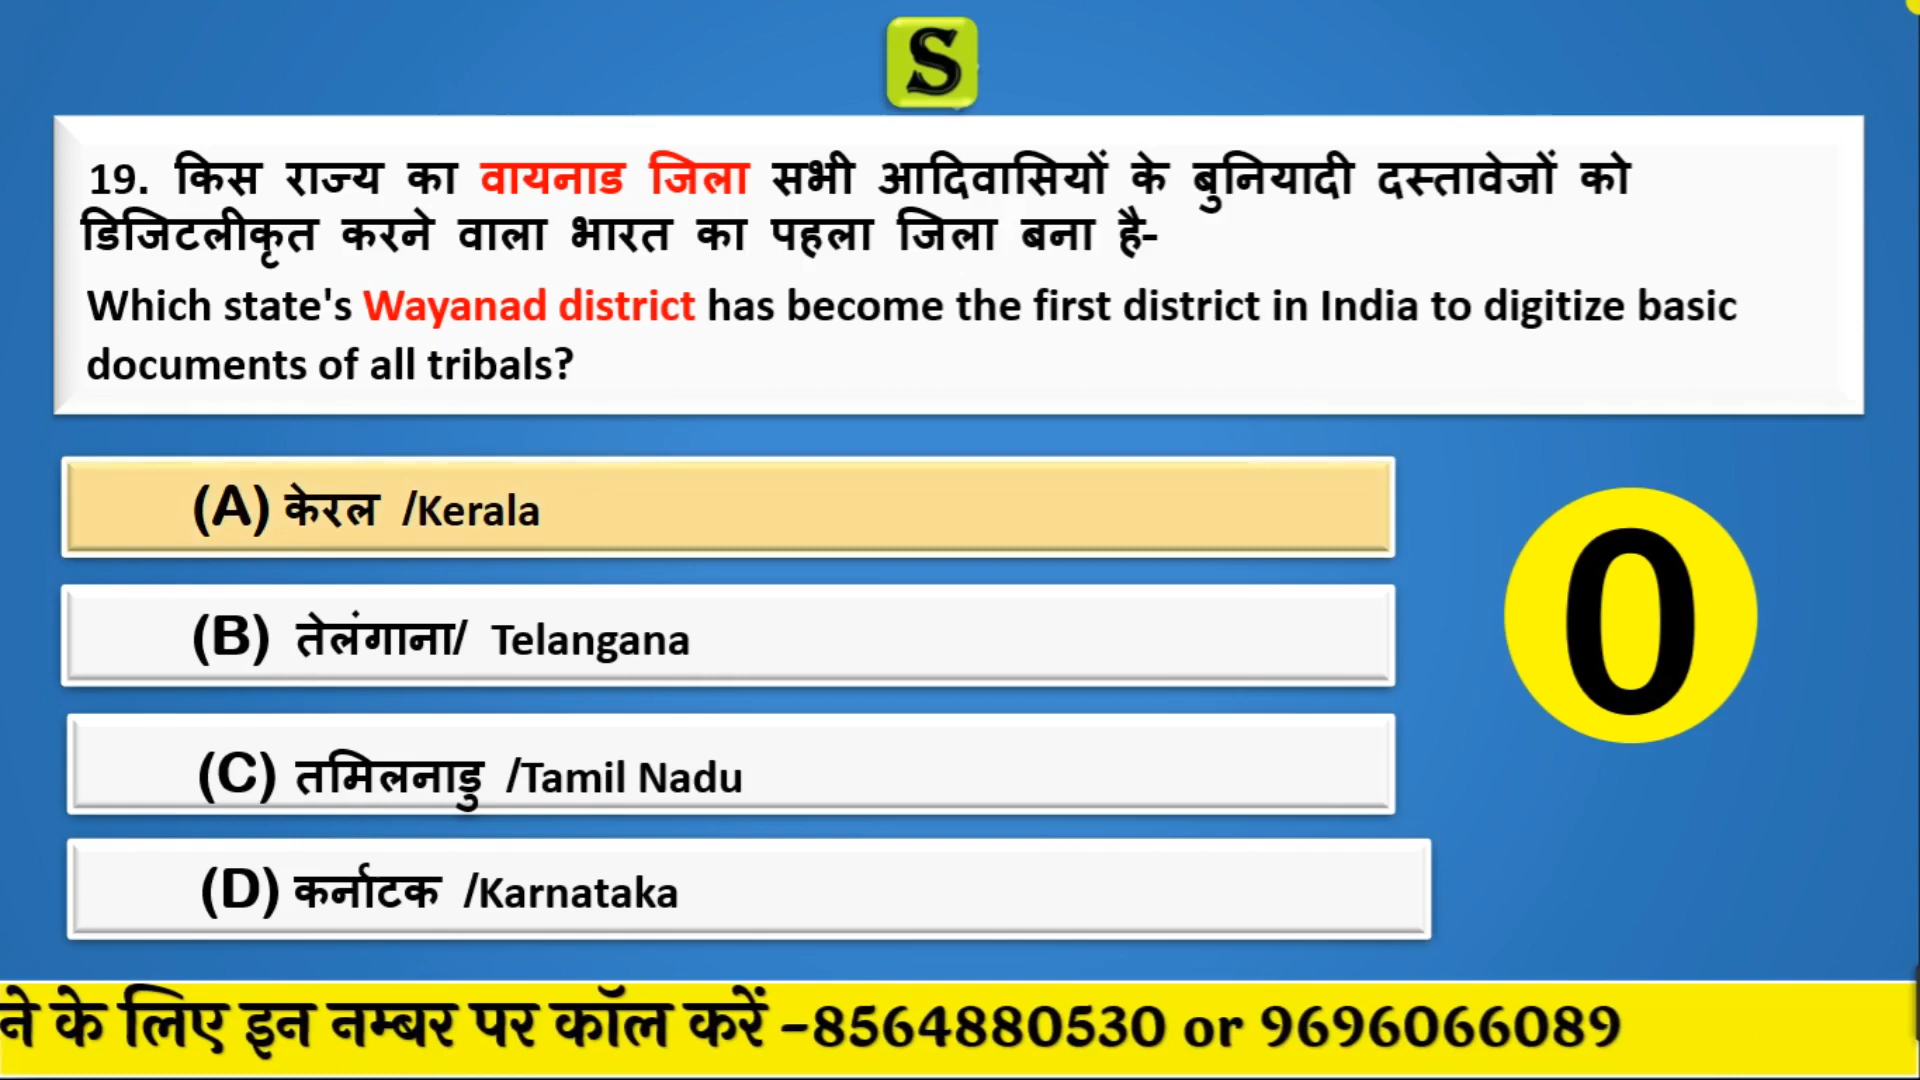 S
19. किस राज्य का वायनाड जिला सभी आदिवासियों के बुनियादी दस्तावेजों को
डिजिटलीकृत करने वाला भारत का पहला जिला बना है-
Which state's Wayanad district has become the first district in India to digitize basic
documents of all tribals?
(A) केरल /Kerala
(B) तेलंगाना/ Telangana
(C) तमिलनाडु /Tamil Nadu
(D) कर्नाटक /Karnataka
0
ने के लिए इन नम्बर पर कॉल करें –8564880530 or 9696066089